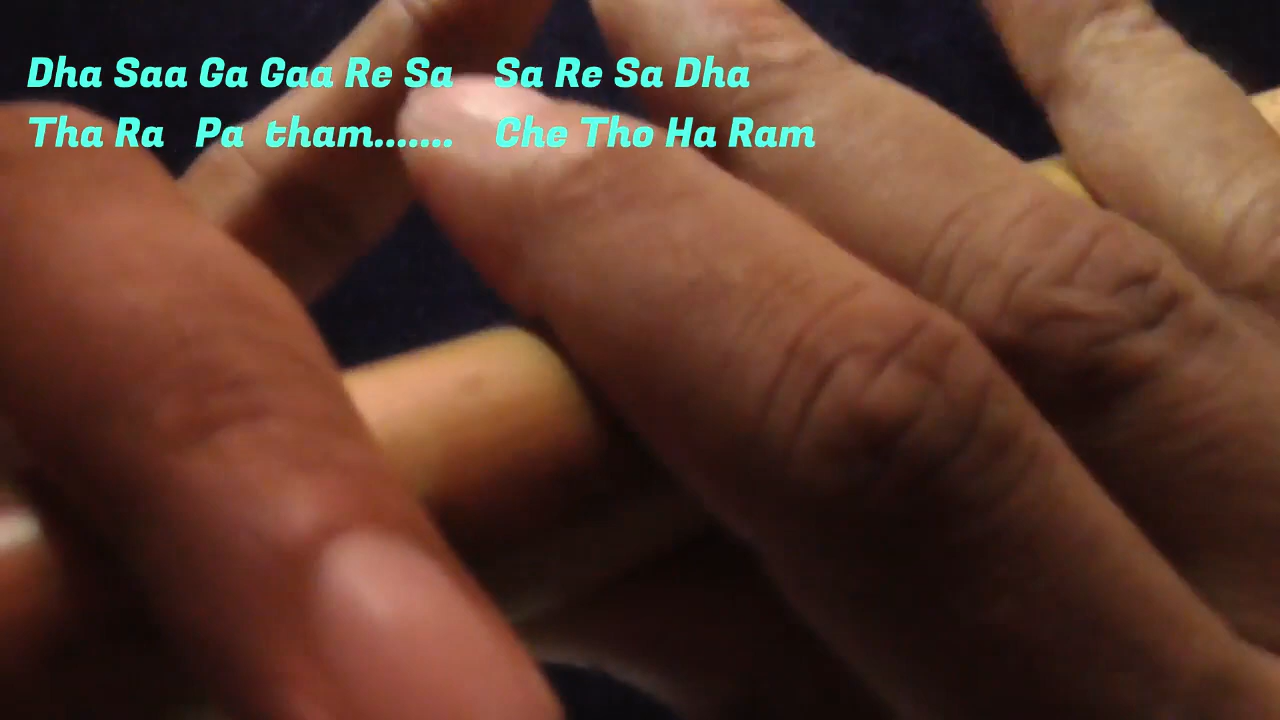 Dha Saa Ga Gaa Re Sa Sa Re Sa Dha
Tha Ra Pa tham....... Che Tho Ha Ram